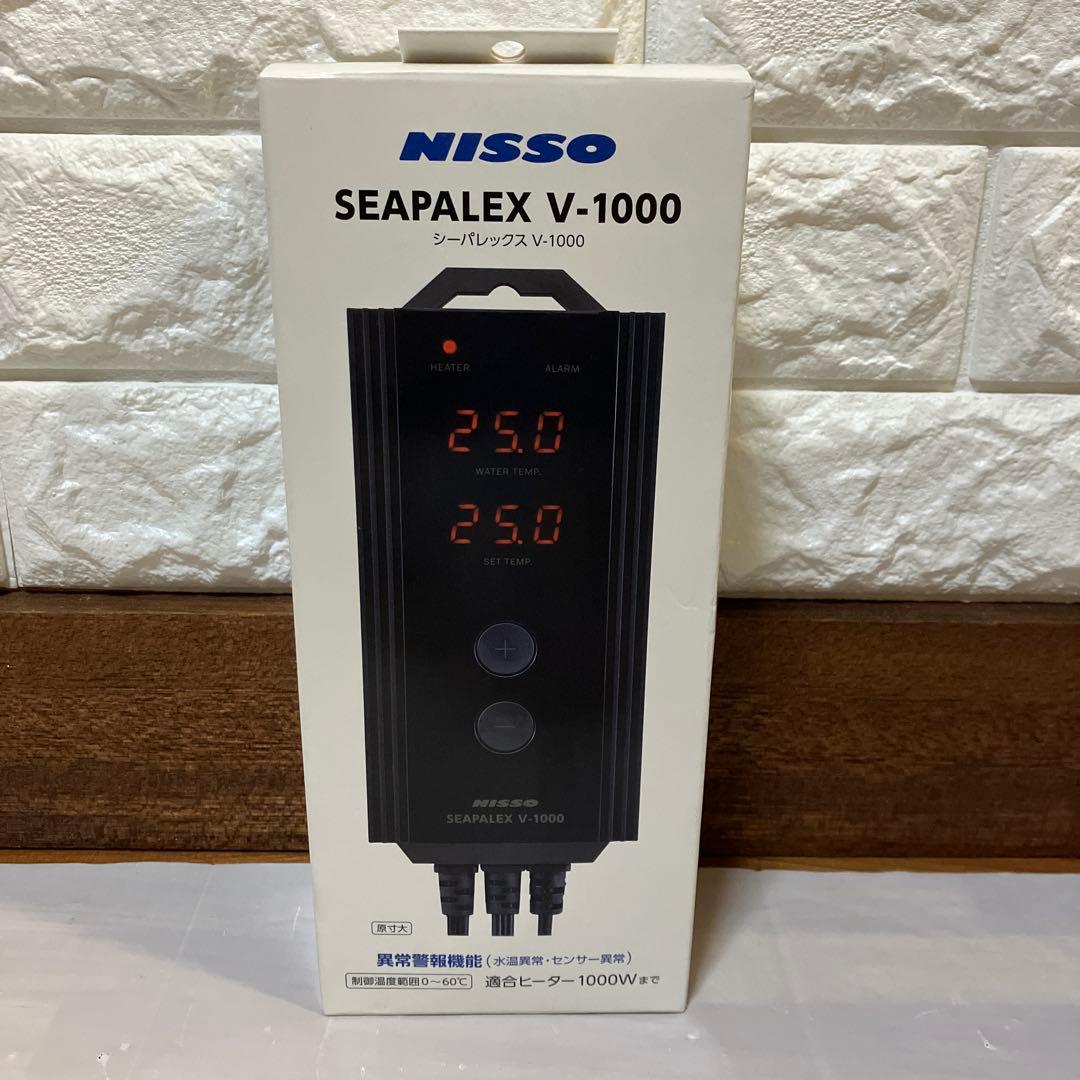 NISSO
SEAPALEX V-1000
シーパレックス V-1000
HEATER ALARM
25.0
WATER TEMP.
25.0
SET TEMP.
+
−
NISSO
SEAPALEX V-1000
原寸大
異常警報機能(水温異常・センサー異常)
制御温度範囲0〜60℃ 適合ヒーター1000Wまで